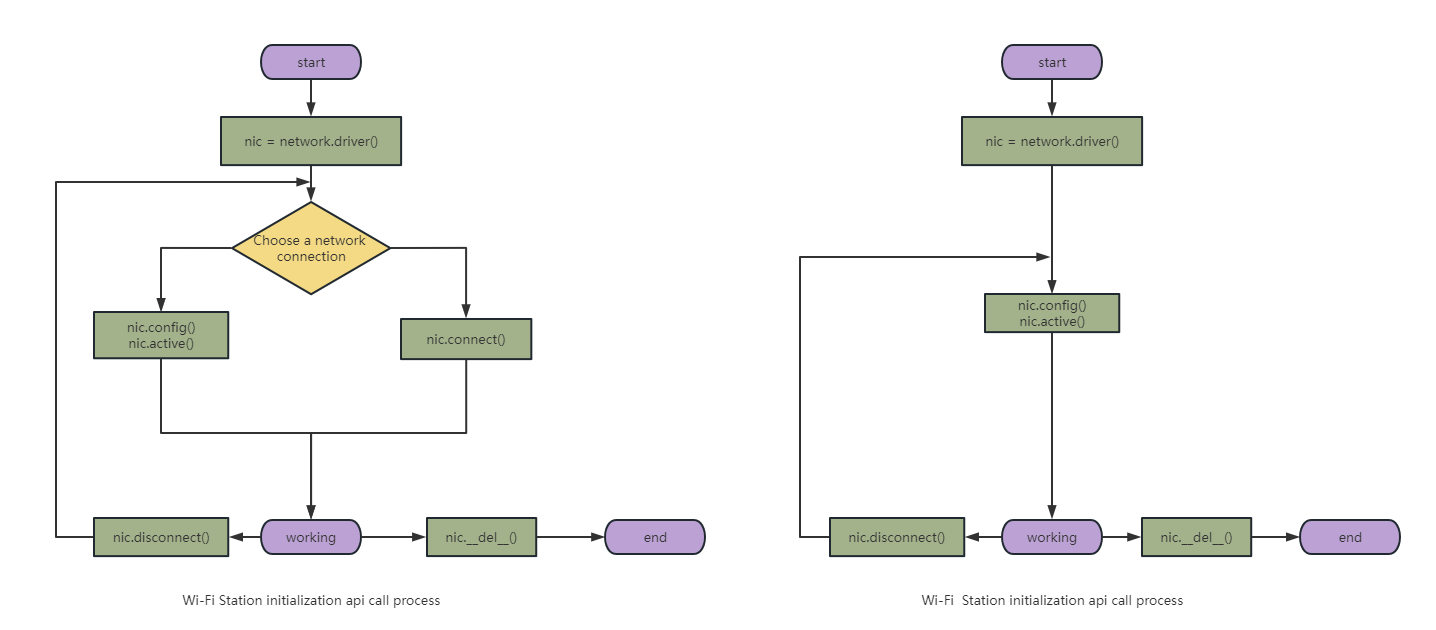 start
nic = network.driver()
Choose a network
connection
nic.config()
nic.active()
nic.connect()
nic.disconnect()
working
nic.__del__()
end
Wi-Fi Station initialization api call process
start
nic = network.driver()
nic.config()
nic.active()
nic.disconnect()
working
nic.__del__()
end
Wi-Fi  Station initialization api call process